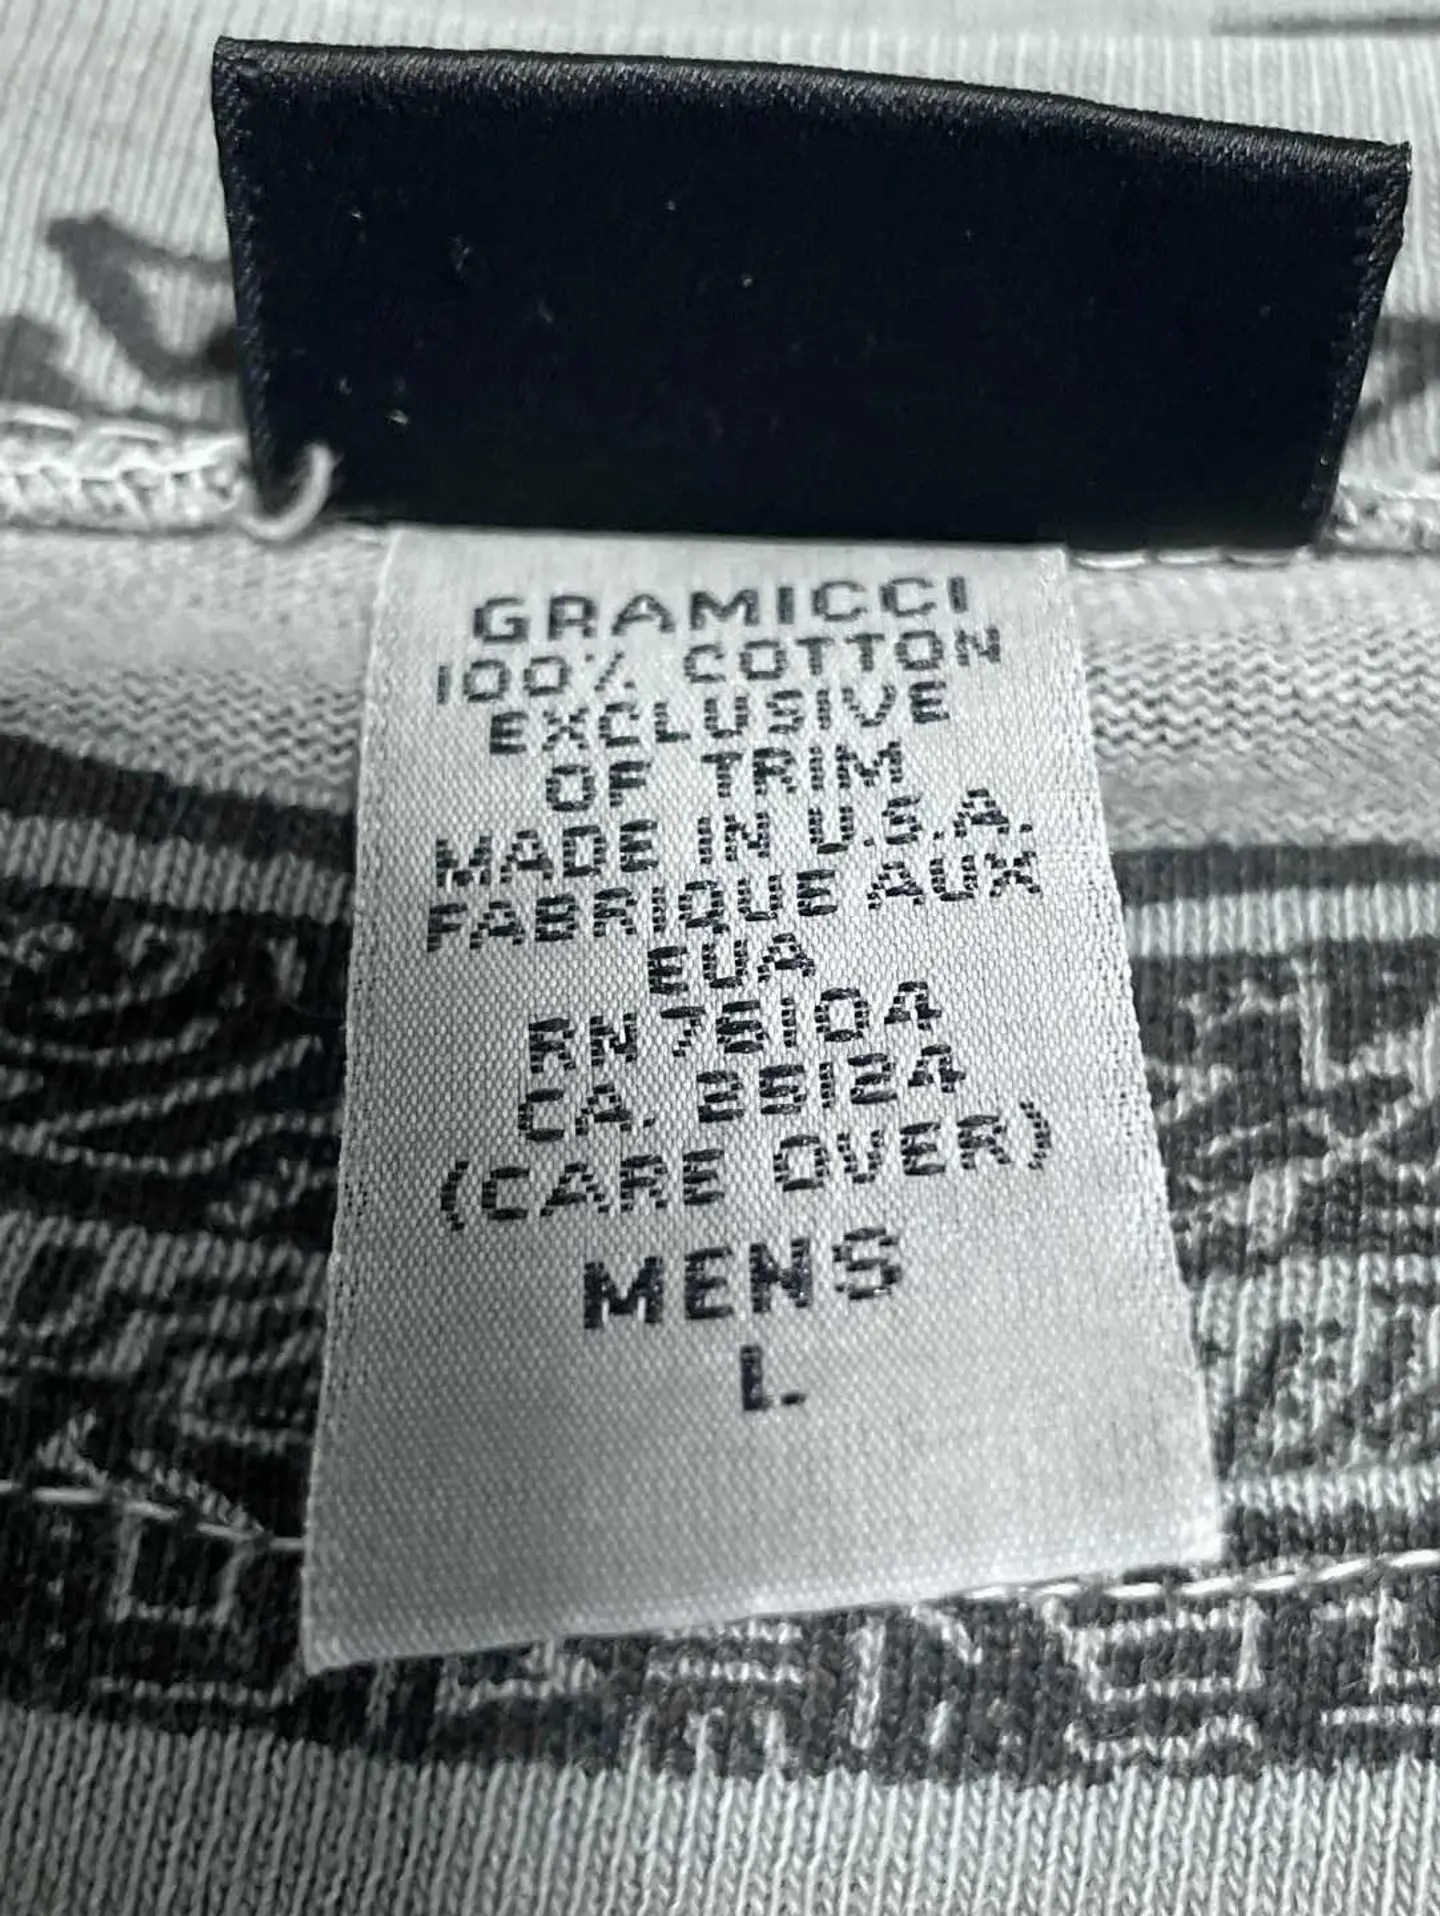 GRAMICCI
100% COTTON
EXCLUSIVE
OF TRIM
MADE IN U.S.A.
FABRIQUE AUX
EUA
RN 76104
CA. 25124
(CARE OVER)
MENS
L